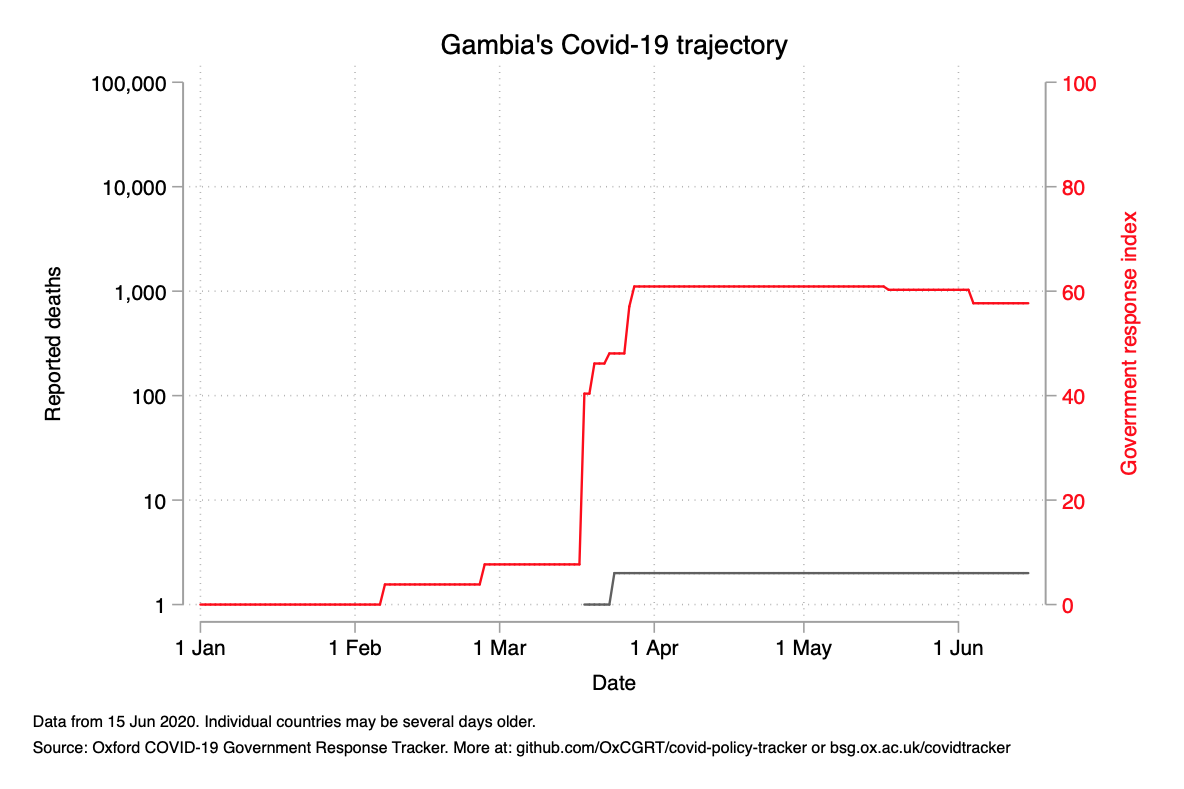 Gambia's Covid-19 trajectory
100,000
10,000
1,000
100
10
1
Reported deaths
100
80
60
40
20
0
Government response index
1 Jan 1 Feb 1 Mar 1 Apr 1 May 1 Jun
Date
Data from 15 Jun 2020. Individual countries may be several days older.
Source: Oxford COVID-19 Government Response Tracker. More at: github.com/OxCGRT/covid-policy-tracker or bsg.ox.ac.uk/covidtracker